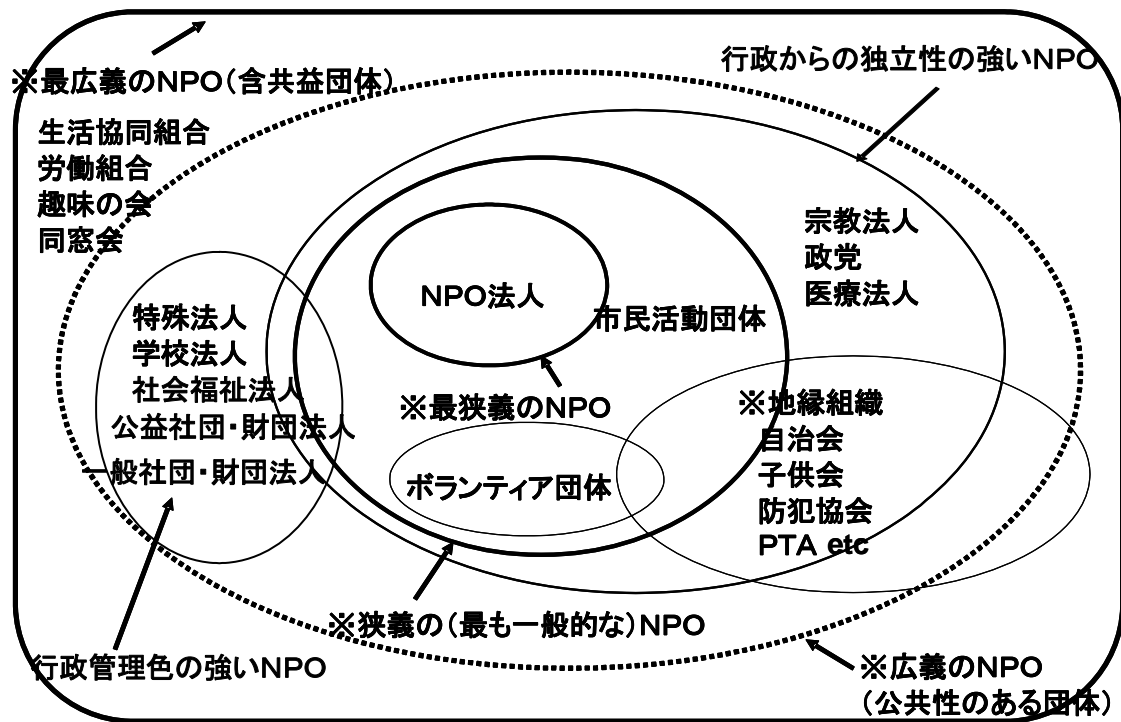 行政からの独立性の強いNPO
※最広義のNPO(含共益団体)
生活協同組合
労働組合
趣味の会
同窓会
宗教法人
政党
医療法人
NPO法人
市民活動団体
特殊法人
学校法人
社会福祉法人
公益社団・財団法人
一般社団・財団法人
※最狭義のNPO
※地縁組織
自治会
子供会
防犯協会
PTA etc
ボランティア団体
※狭義の(最も一般的な)NPO
行政管理色の強いNPO
※広義のNPO
(公共性のある団体)